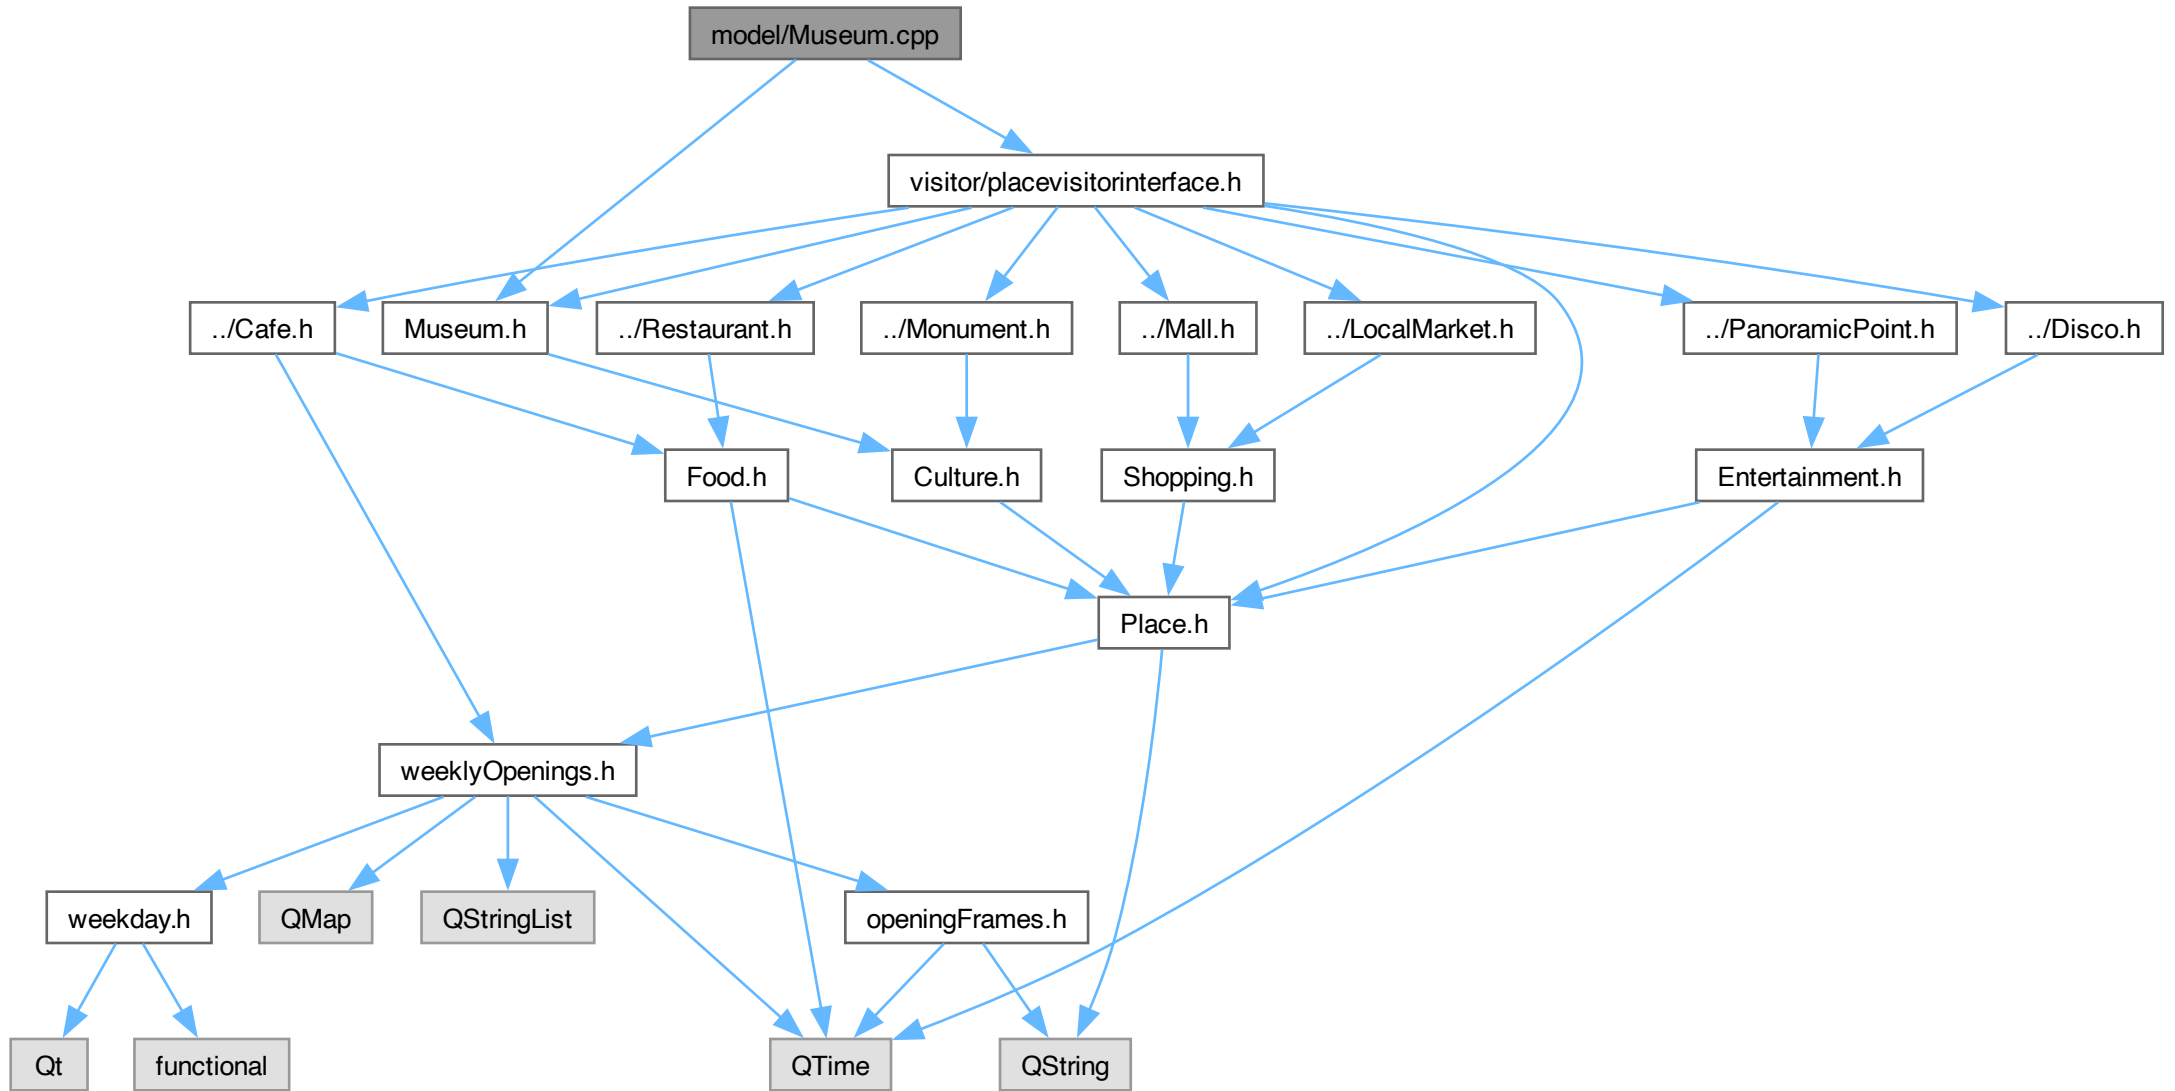 model/Museum.cpp
visitor/placevisitorinterface.h
../Cafe.h
Museum.h
../Restaurant.h
../Monument.h
../Mall.h
../LocalMarket.h
../PanoramicPoint.h
../Disco.h
Food.h
Culture.h
Shopping.h
Entertainment.h
Place.h
weeklyOpenings.h
weekday.h
QMap
QStringList
openingFrames.h
Qt
functional
QTime
QString